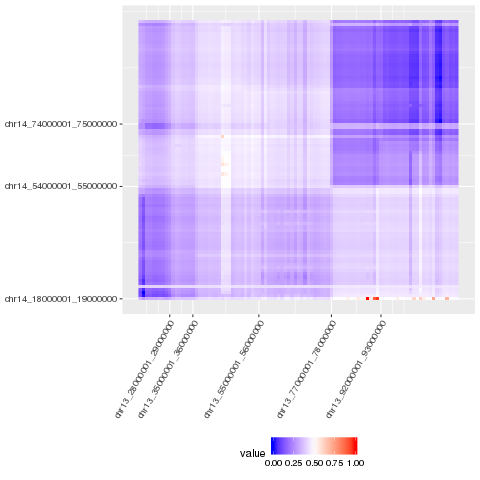 chr14_74000001_75000000
chr14_54000001_55000000
chr14_18000001_19000000
chr13_28000001_29000000
chr13_35000001_36000000
chr13_55000001_56000000
chr13_77000001_78000000
chr13_92000001_93000000
value
0.00 0.25 0.50 0.75 1.00